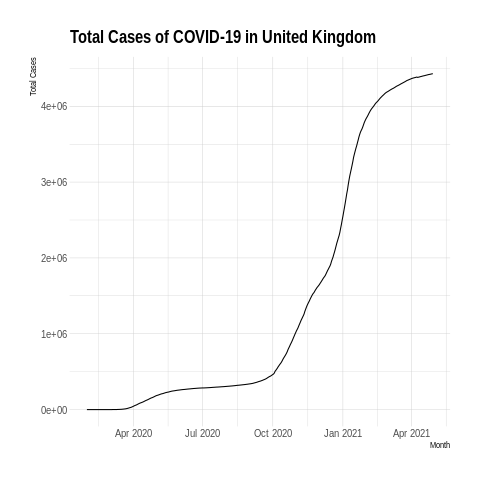 Total Cases of COVID-19 in United Kingdom
Total Cases
4e+06
3e+06
2e+06
1e+06
0e+00
Apr 2020 Jul 2020 Oct 2020 Jan 2021 Apr 2021
Month